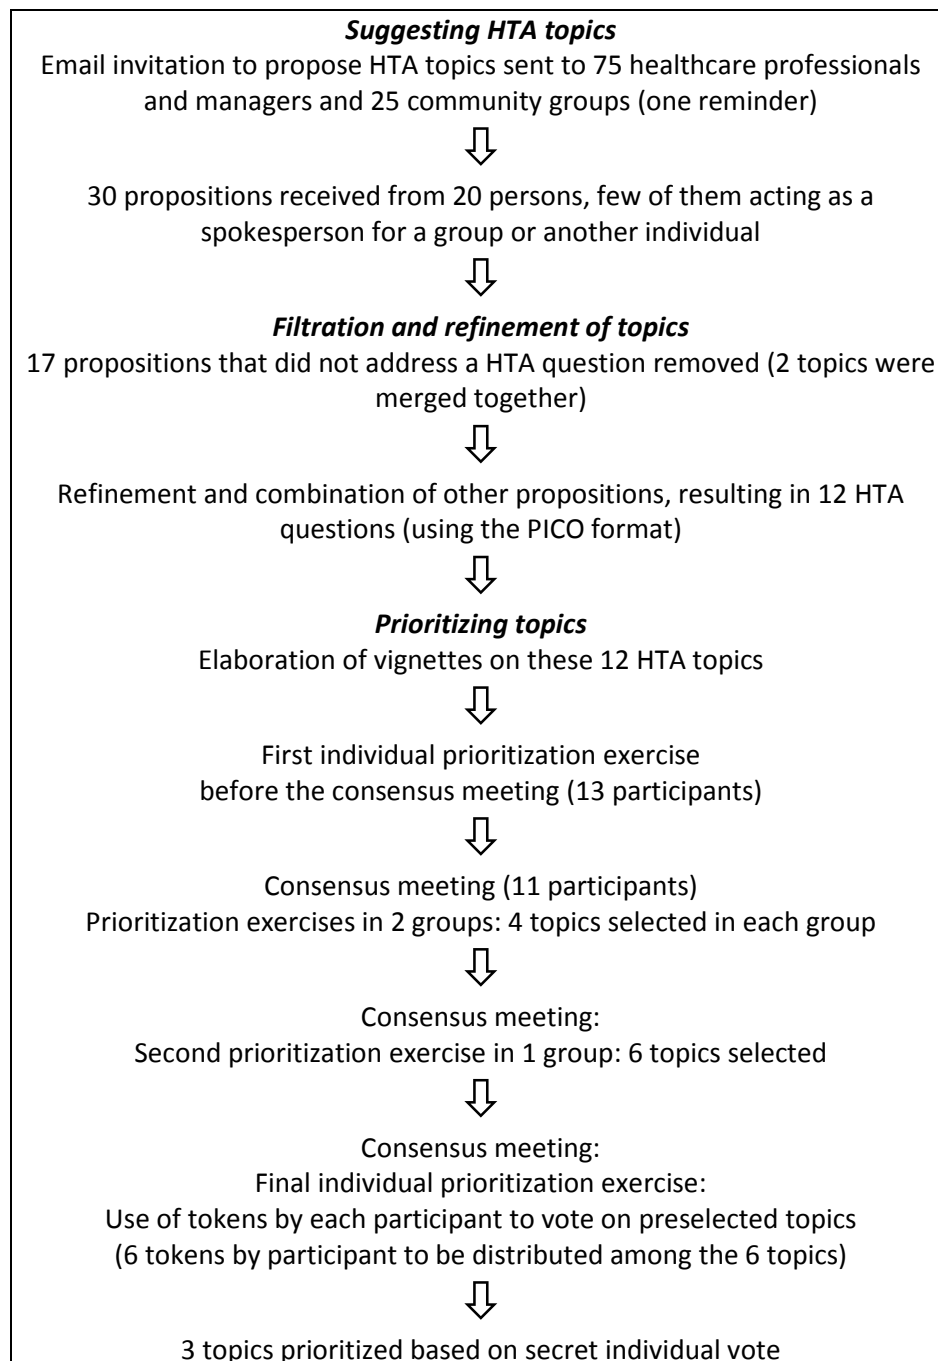 Suggesting HTA topics
Email invitation to propose HTA topics sent to 75 healthcare professionals
and managers and 25 community groups (one reminder)
30 propositions received from 20 persons, few of them acting as a
spokesperson for a group or another individual
Filtration and refinement of topics
17 propositions that did not address a HTA question removed (2 topics were
merged together)
Refinement and combination of other propositions, resulting in 12 HTA
questions (using the PICO format)
Prioritizing topics
Elaboration of vignettes on these 12 HTA topics
First individual prioritization exercise
before the consensus meeting (13 participants)
Consensus meeting (11 participants)
Prioritization exercises in 2 groups: 4 topics selected in each group
Consensus meeting:
Second prioritization exercise in 1 group: 6 topics selected
Consensus meeting:
Final individual prioritization exercise:
Use of tokens by each participant to vote on preselected topics
(6 tokens by participant to be distributed among the 6 topics)
3 topics prioritized based on secret individual vote